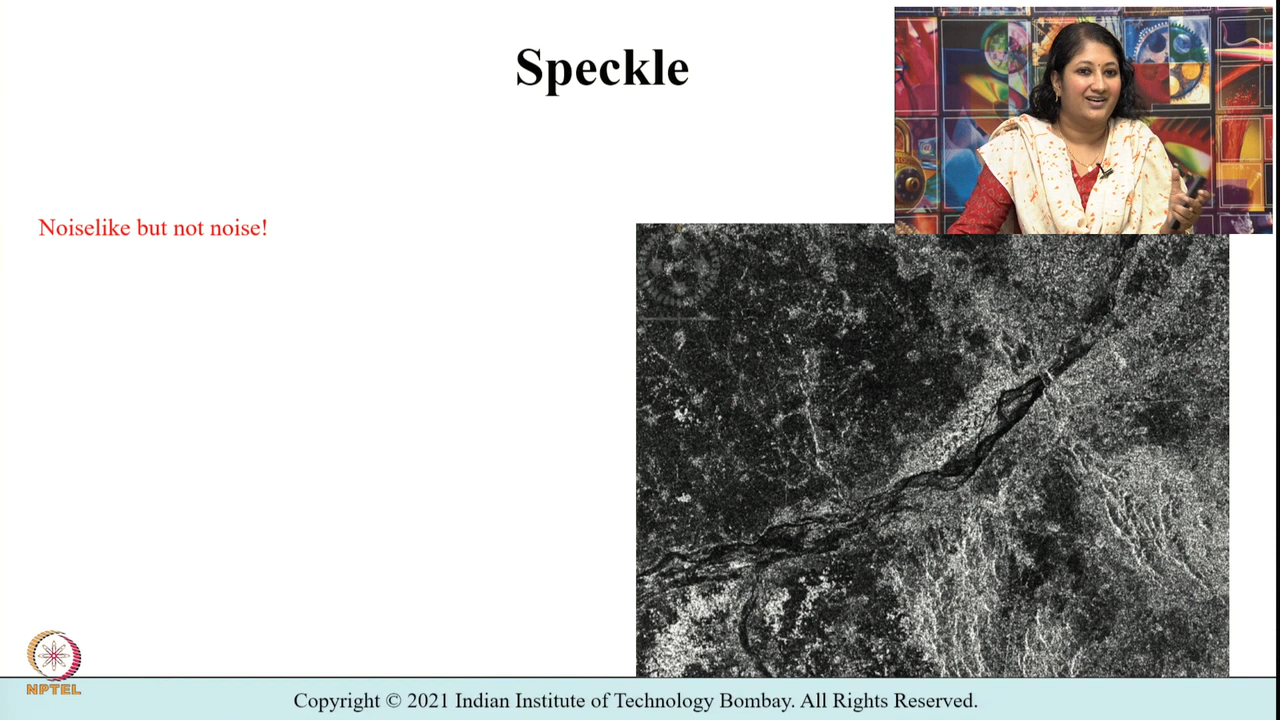 Speckle
Noiselike but not noise!
NPTEL
Copyright © 2021 Indian Institute of Technology Bombay. All Rights Reserved.